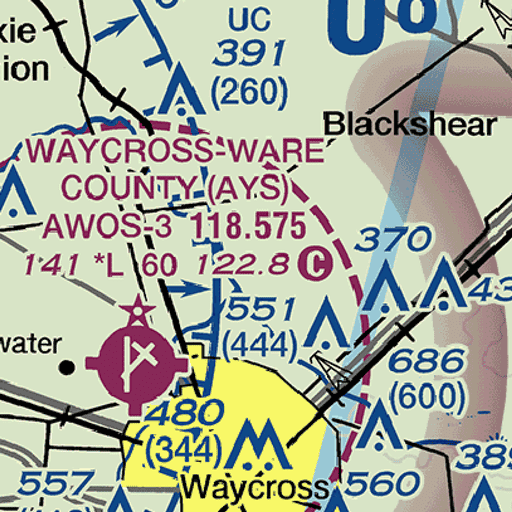 UC
391
(260)
Blackshear
WAYCROSS-WARE
COUNTY (AYS)
AWOS-3 118.575
141 *L 60 122.8 C
370
551
(444)
686
(600)
480
(344)
Waycross
557
560